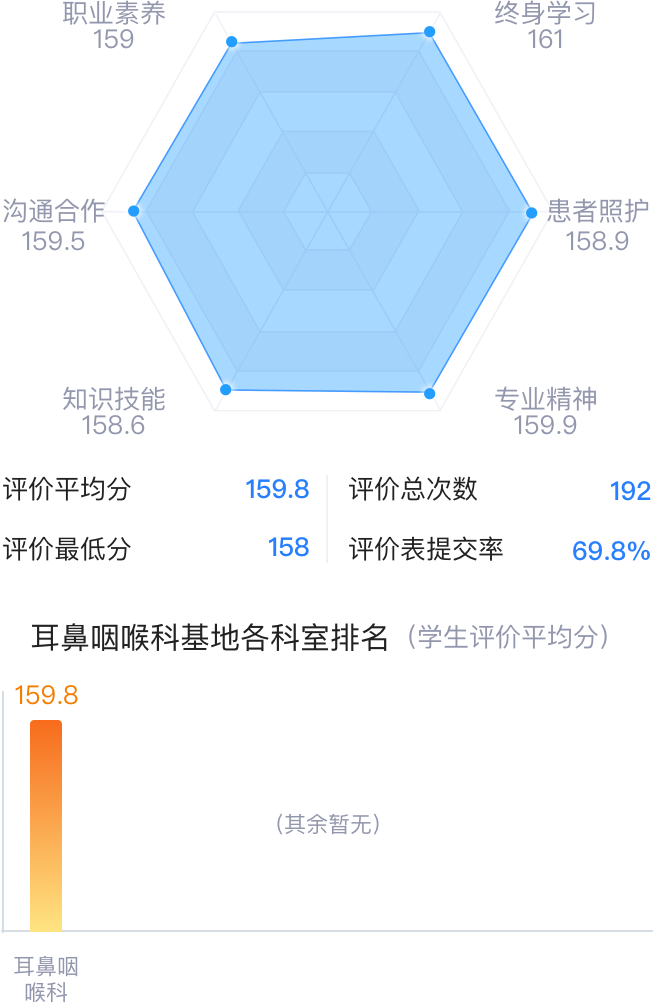 职业素养
159
终身学习
161
沟通合作
159.5
患者照护
158.9
知识技能
158.6
专业精神
159.9
评价平均分
159.8
评价总次数
192
评价最低分
158
评价表提交率
69.8%
耳鼻咽喉科基地各科室排名（学生评价平均分）
159.8
（其余暂无）
耳鼻咽
喉科